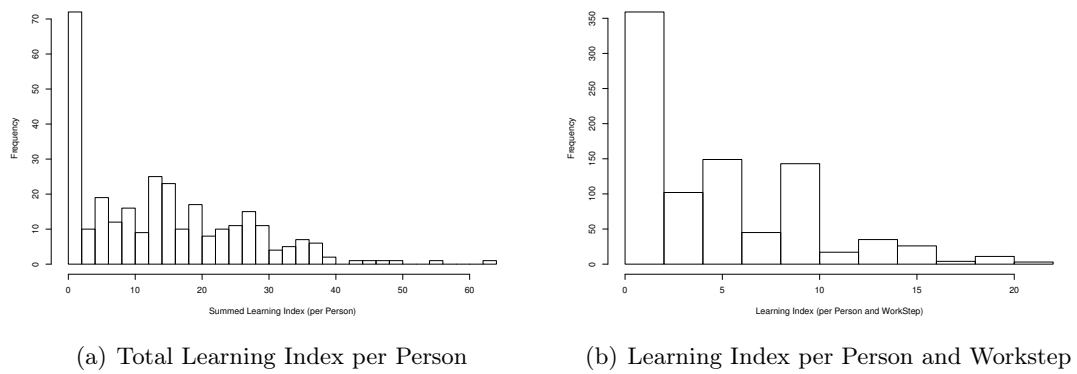 70
60
50
40
30
20
10
0
Frequency
0 10 20 30 40 50 60
Summed Learning Index (per Person)
(a) Total Learning Index per Person
350
300
250
200
150
100
50
0
Frequency
0 5 10 15 20
Learning Index (per Person and WorkStep)
(b) Learning Index per Person and Workstep